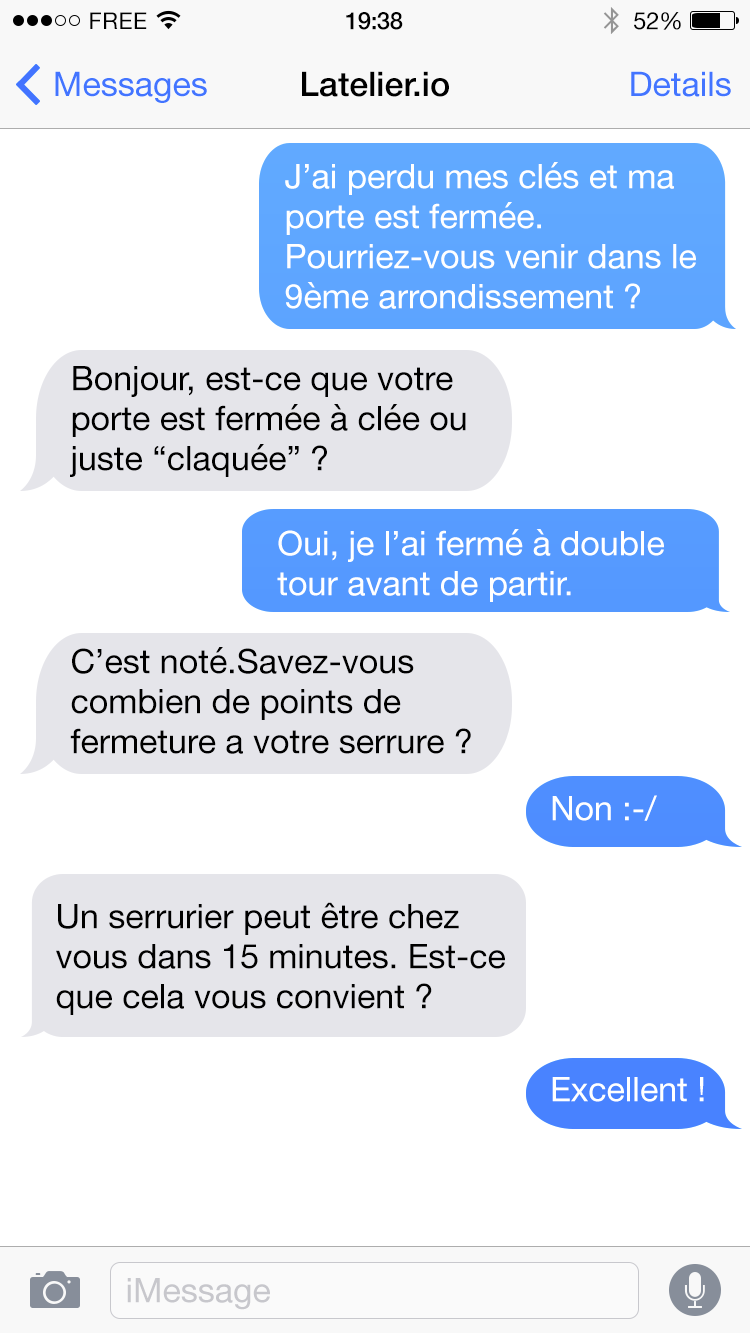 FREE 19:38 52%
Messages Latelier.io Details
J’ai perdu mes clés et ma
porte est fermée.
Pourriez-vous venir dans le
9ème arrondissement ?
Bonjour, est-ce que votre
porte est fermée à clée ou
juste “claquée” ?
Oui, je l’ai fermé à double
tour avant de partir.
C’est noté.Savez-vous
combien de points de
fermeture a votre serrure ?
Non :-/
Un serrurier peut être chez
vous dans 15 minutes. Est-ce
que cela vous convient ?
Excellent !
iMessage